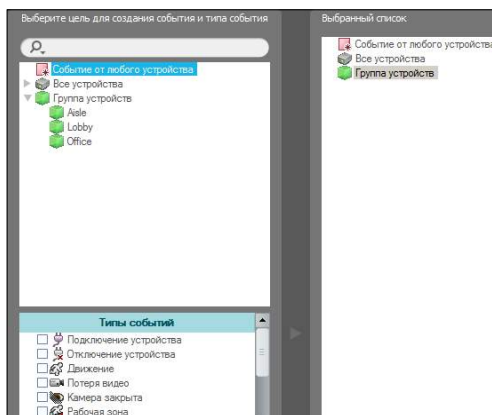 Выберите цель для создания события и типа события
Событие от любого устройства
Все устройства
Группа устройств
Aisle
Lobby
Office
Типы событий
Подключение устройства
Отключение устройства
Движение
Потеря видео
Камера закрыта
Рабочая зона
Выбранный список
Событие от любого устройства
Все устройства
Группа устройств